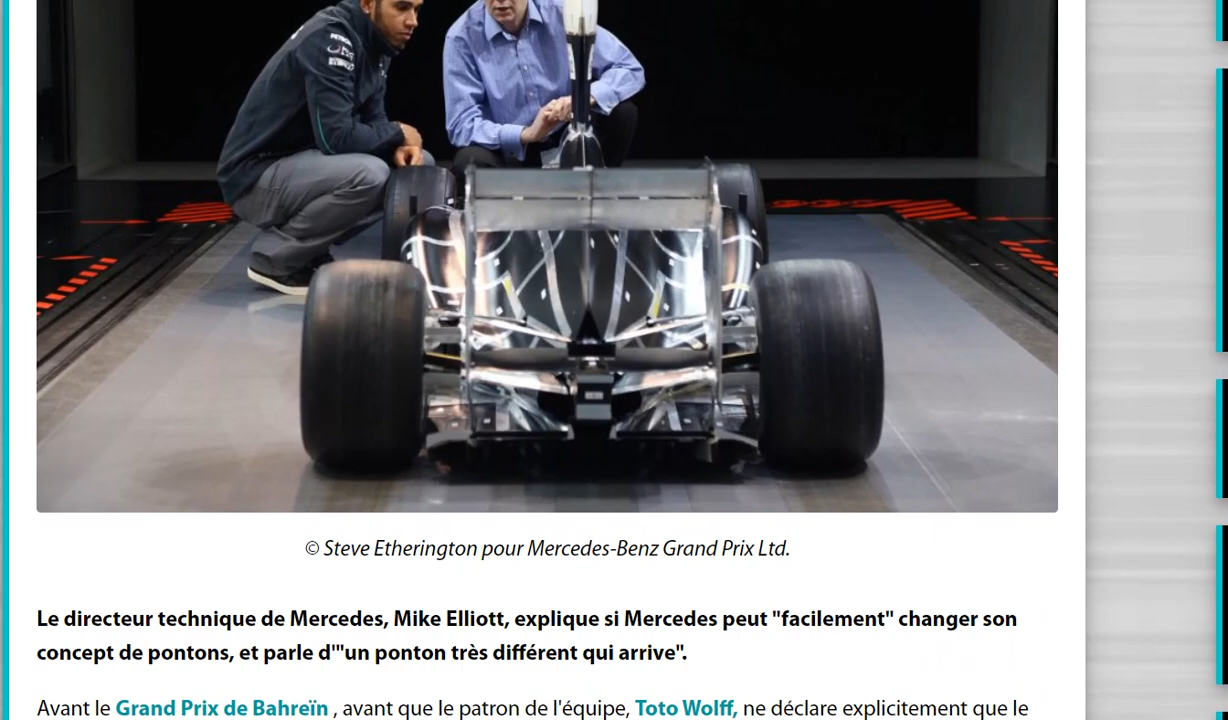 PETRONAS
© Steve Etherington pour Mercedes-Benz Grand Prix Ltd.
Le directeur technique de Mercedes, Mike Elliott, explique si Mercedes peut "facilement" changer son
concept de pontons, et parle d'"un ponton très différent qui arrive".
Avant le Grand Prix de Bahreïn , avant que le patron de l'équipe, Toto Wolff, ne déclare explicitement que le